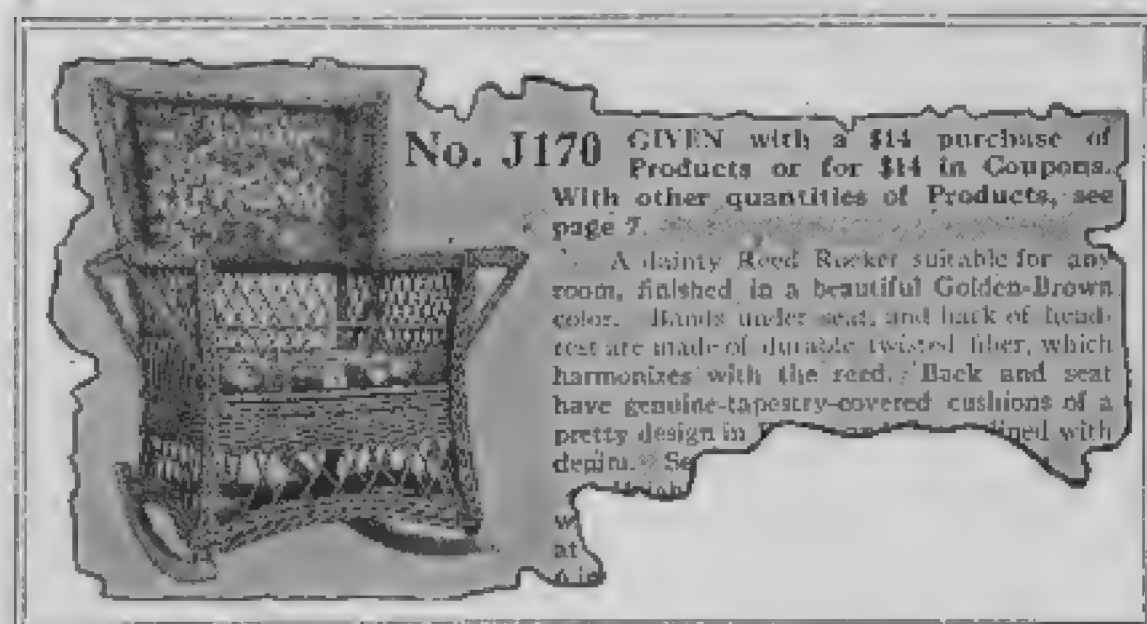 No. J170 GIVEN with a $14 purchase of
Products or for $14 in Coupons.
With other quantities of Products, see
page 7.
A dainty Reed Rocker suitable for any
room, finished in a beautiful Golden-Brown
color. Bands under seat, and back of head-
rest are made of durable twisted fiber, which
harmonizes with the reed. Back and seat
have genuine-tapestry-covered cushions of a
pretty design in and lined with
denim.
at